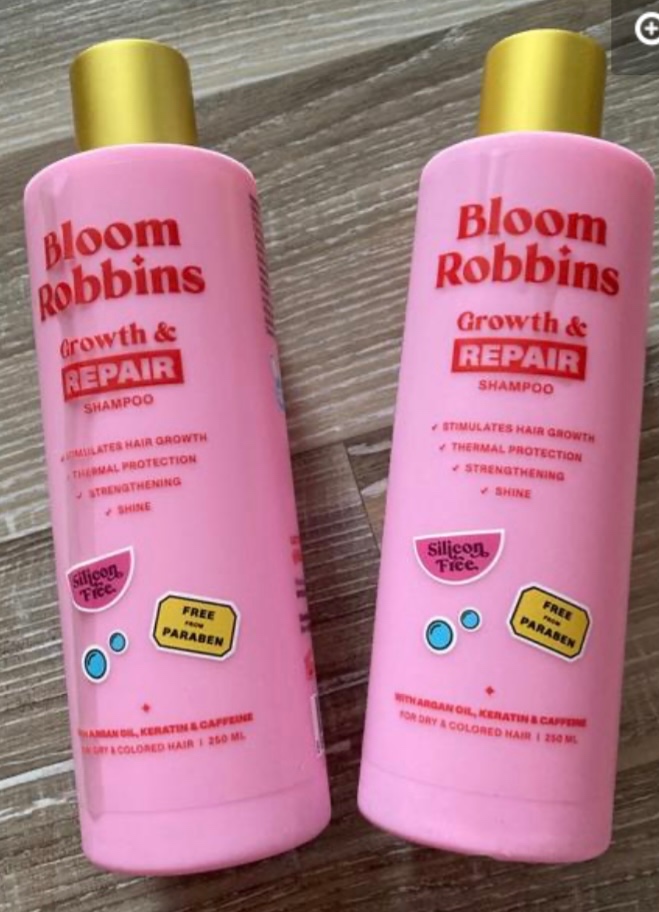 Bloom
Robbins
Growth &
REPAIR
SHAMPOO
✓ STIMULATES HAIR GROWTH
✓ THERMAL PROTECTION
✓ STRENGTHENING
✓ SHINE
Silicon
Free.
FREE
FROM
PARABEN
WITH ARGAN OIL, KERATIN & CAFFEINE
FOR DRY & COLORED HAIR | 250 ML
Bloom
Robbins
Growth &
REPAIR
SHAMPOO
✓ STIMULATES HAIR GROWTH
✓ THERMAL PROTECTION
✓ STRENGTHENING
✓ SHINE
Silicon
Free.
FREE
FROM
PARABEN
WITH ARGAN OIL, KERATIN & CAFFEINE
FOR DRY & COLORED HAIR | 250 ML